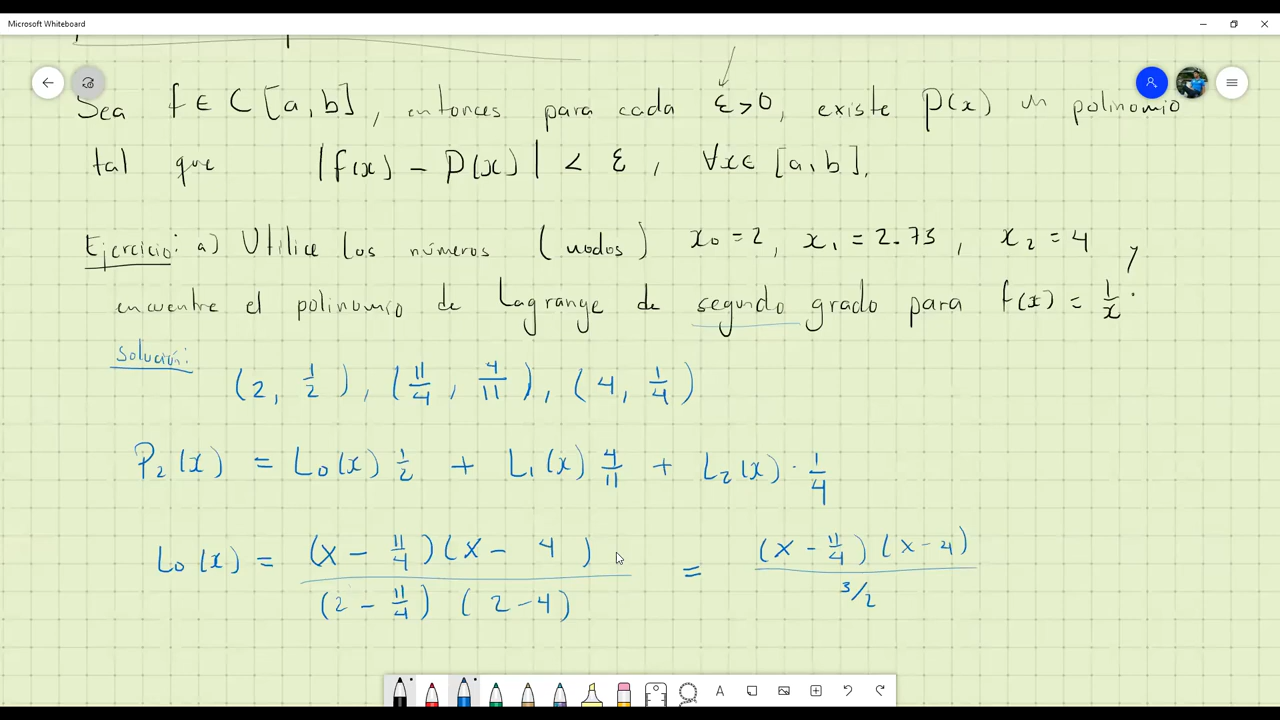 Microsoft Whiteboard
Sea f ∈ C [a, b], entonces para cada ε > 0, existe P(x) un polinomio
tal que |f(x) - P(x)| < ε, ∀x ∈ [a, b].
Ejercicio: a) Utilice los números (nodos) x₀ = 2, x₁ = 2.75, x₂ = 4 y
encuentre el polinomio de Lagrange de segundo grado para f(x) = 1/x.
Solución:
(2, 1/2), (11/4, 4/11), (4, 1/4)
P₂(x) = L₀(x) 1/2 + L₁(x) 4/11 + L₂(x) · 1/4
L₀(x) = (x - 11/4)(x - 4) / (2 - 11/4) (2 - 4) = (x - 11/4)(x - 4) / 3/2